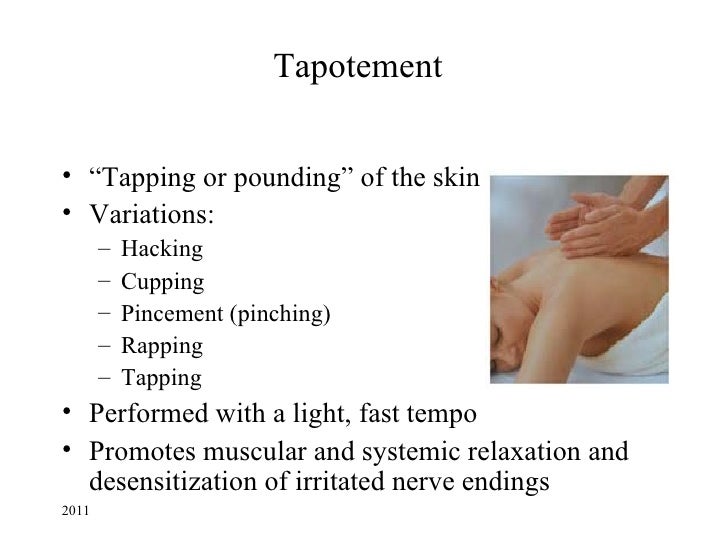 Tapotement
• “Tapping or pounding” of the skin
• Variations:
– Hacking
– Cupping
– Pincement (pinching)
– Rapping
– Tapping
• Performed with a light, fast tempo
• Promotes muscular and systemic relaxation and
desensitization of irritated nerve endings
2011